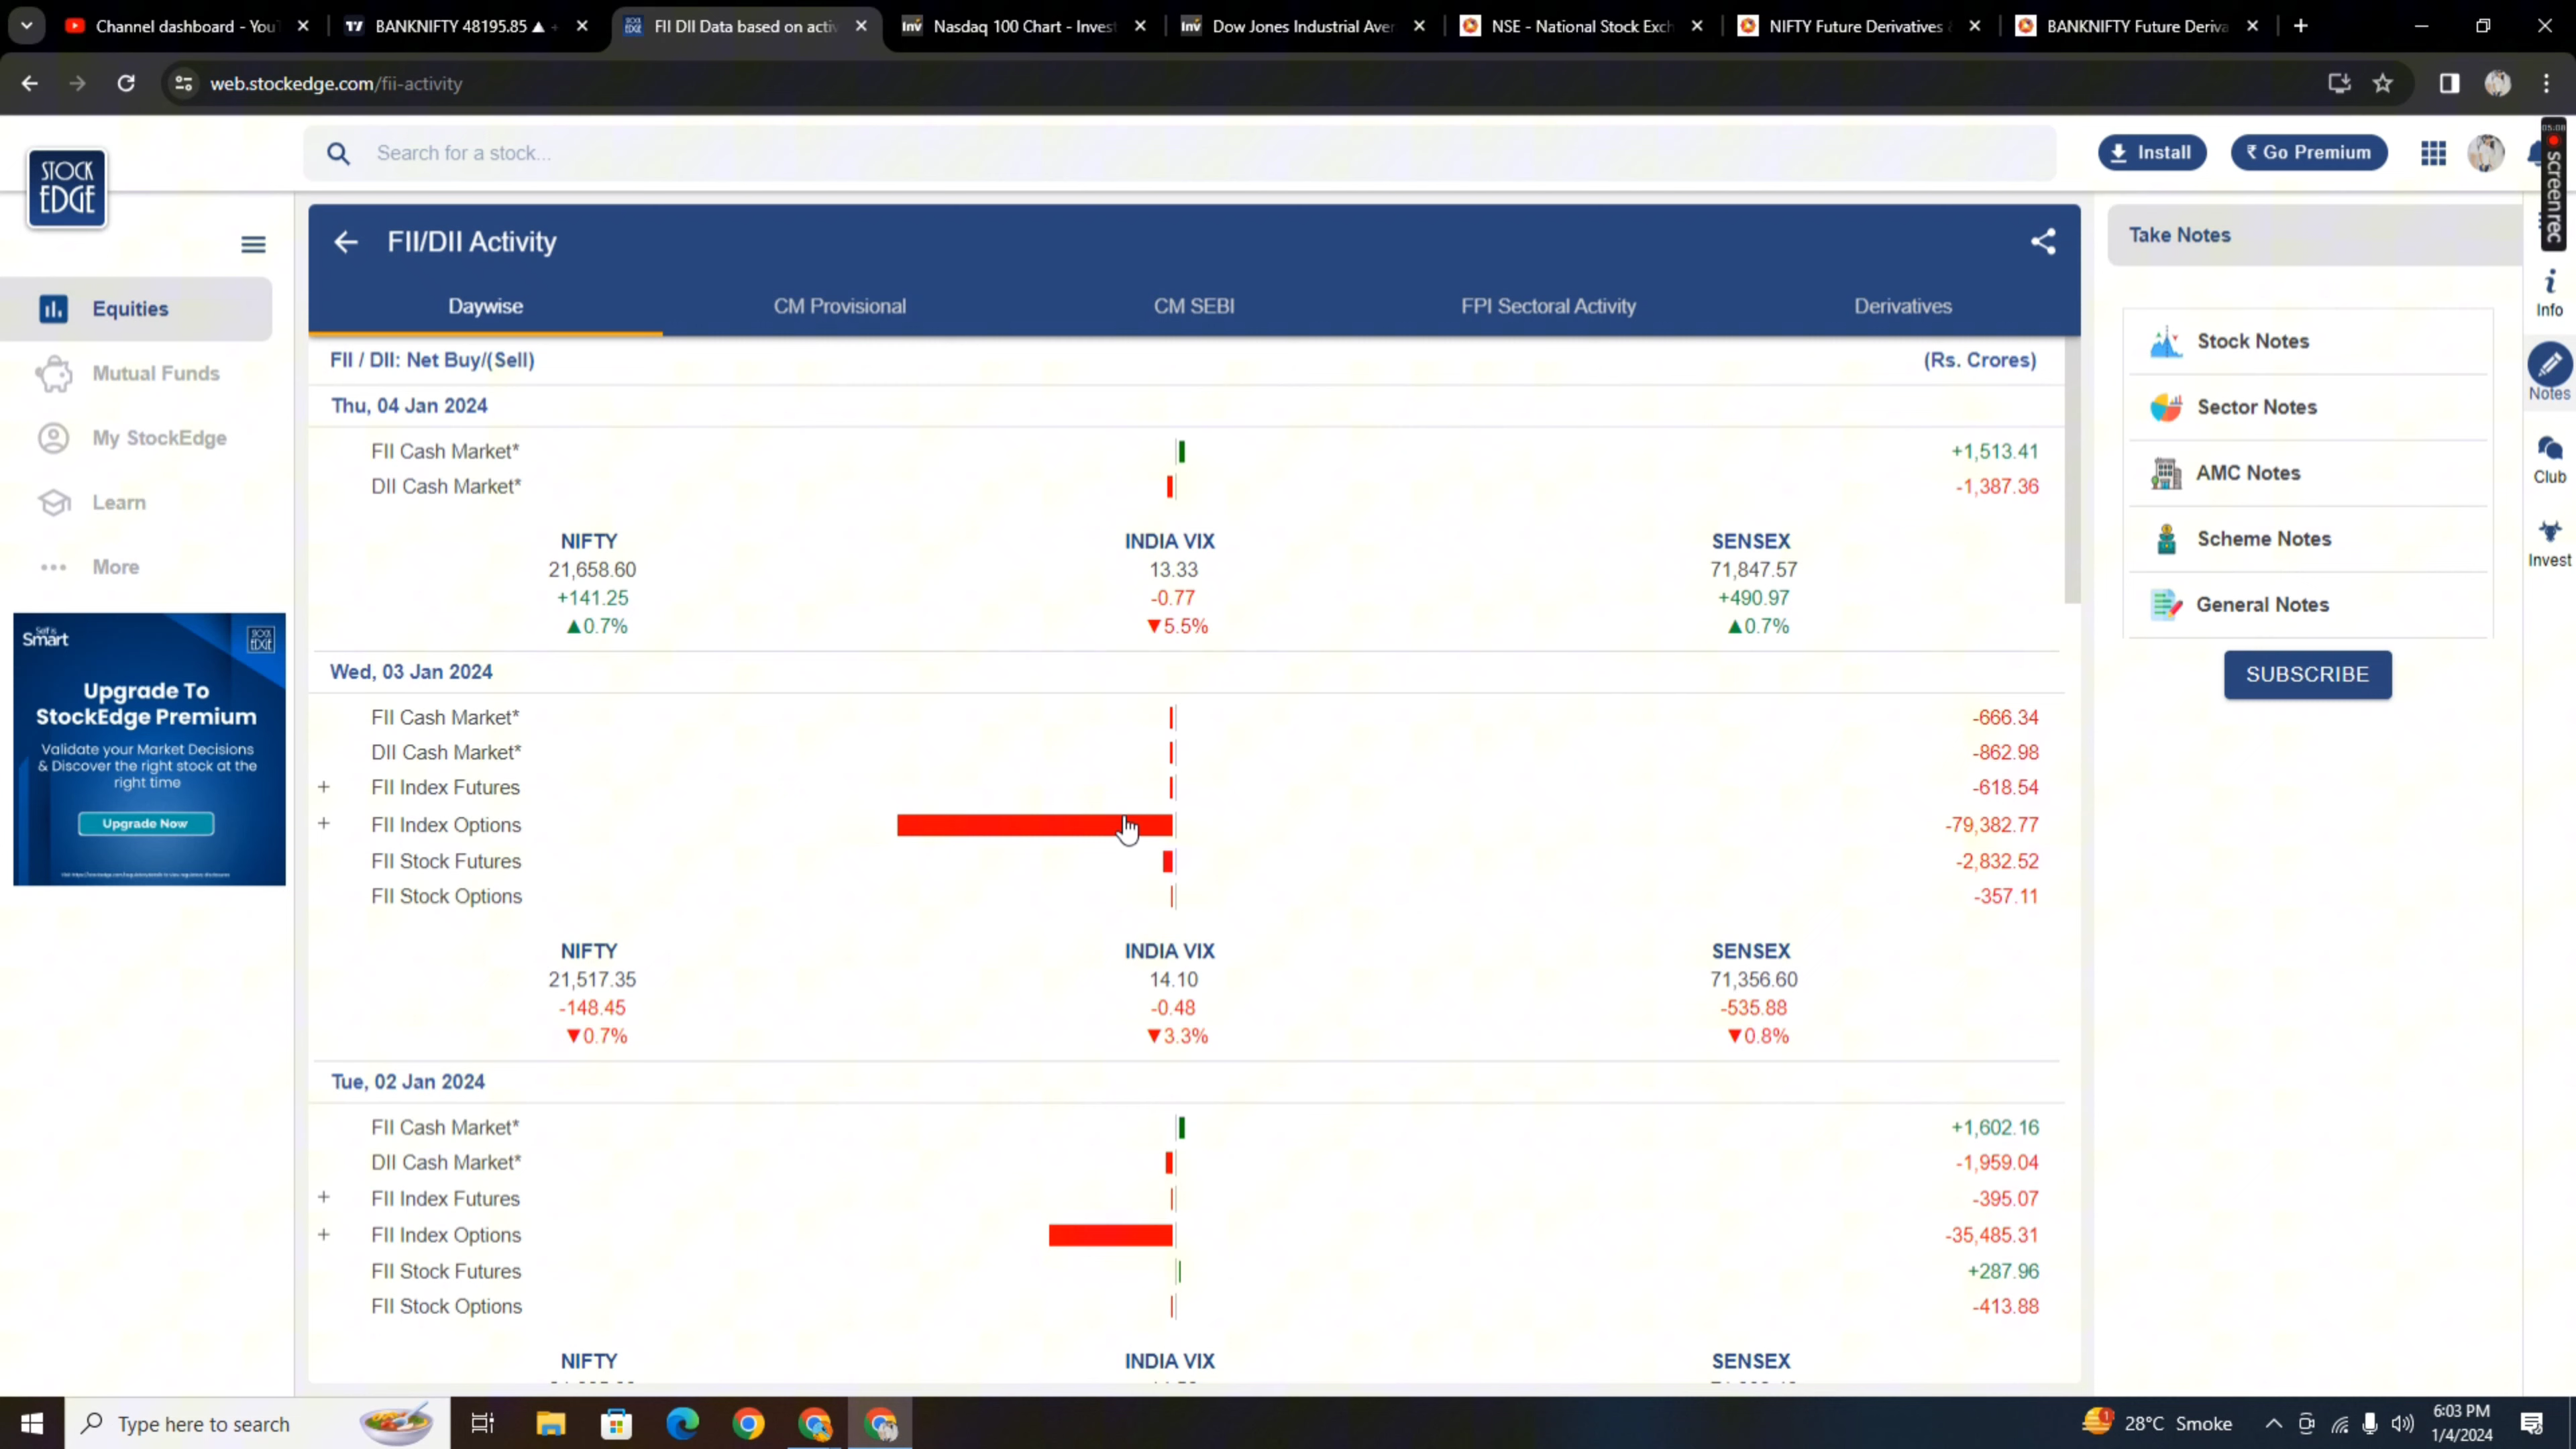 Channel dashboard - You
BANKNIFTY 48195.85 ▲ +
FII DII Data based on activ
Nasdaq 100 Chart - Invest
Dow Jones Industrial Aver
NSE - National Stock Exch
NIFTY Future Derivatives &
BANKNIFTY Future Deriva
web.stockedge.com/fii-activity
STOCK
EDGE
Search for a stock...
Install
₹ Go Premium
05:08
screenrec
Equities
Mutual Funds
My StockEdge
Learn
More
Smart
STOCK
EDGE
Upgrade To
StockEdge Premium
Validate your Market Decisions
& Discover the right stock at the
right time
Upgrade Now
FII/DII Activity
Daywise
CM Provisional
CM SEBI
FPI Sectoral Activity
Derivatives
FII / DII: Net Buy/(Sell)
(Rs. Crores)
Thu, 04 Jan 2024
FII Cash Market* +1,513.41
DII Cash Market* -1,387.36
NIFTY INDIA VIX SENSEX
21,658.60 13.33 71,847.57
+141.25 -0.77 +490.97
▲0.7% ▼5.5% ▲0.7%
Wed, 03 Jan 2024
FII Cash Market* -666.34
DII Cash Market* -862.98
+ FII Index Futures -618.54
+ FII Index Options -79,382.77
FII Stock Futures -2,832.52
FII Stock Options -357.11
NIFTY INDIA VIX SENSEX
21,517.35 14.10 71,356.60
-148.45 -0.48 -535.88
▼0.7% ▼3.3% ▼0.8%
Tue, 02 Jan 2024
FII Cash Market* +1,602.16
DII Cash Market* -1,959.04
+ FII Index Futures -395.07
+ FII Index Options -35,485.31
FII Stock Futures +287.96
FII Stock Options -413.88
NIFTY INDIA VIX SENSEX
Take Notes
Stock Notes
Sector Notes
AMC Notes
Scheme Notes
General Notes
SUBSCRIBE
Info
Notes
Club
Invest
Type here to search
28°C Smoke
6:03 PM
1/4/2024